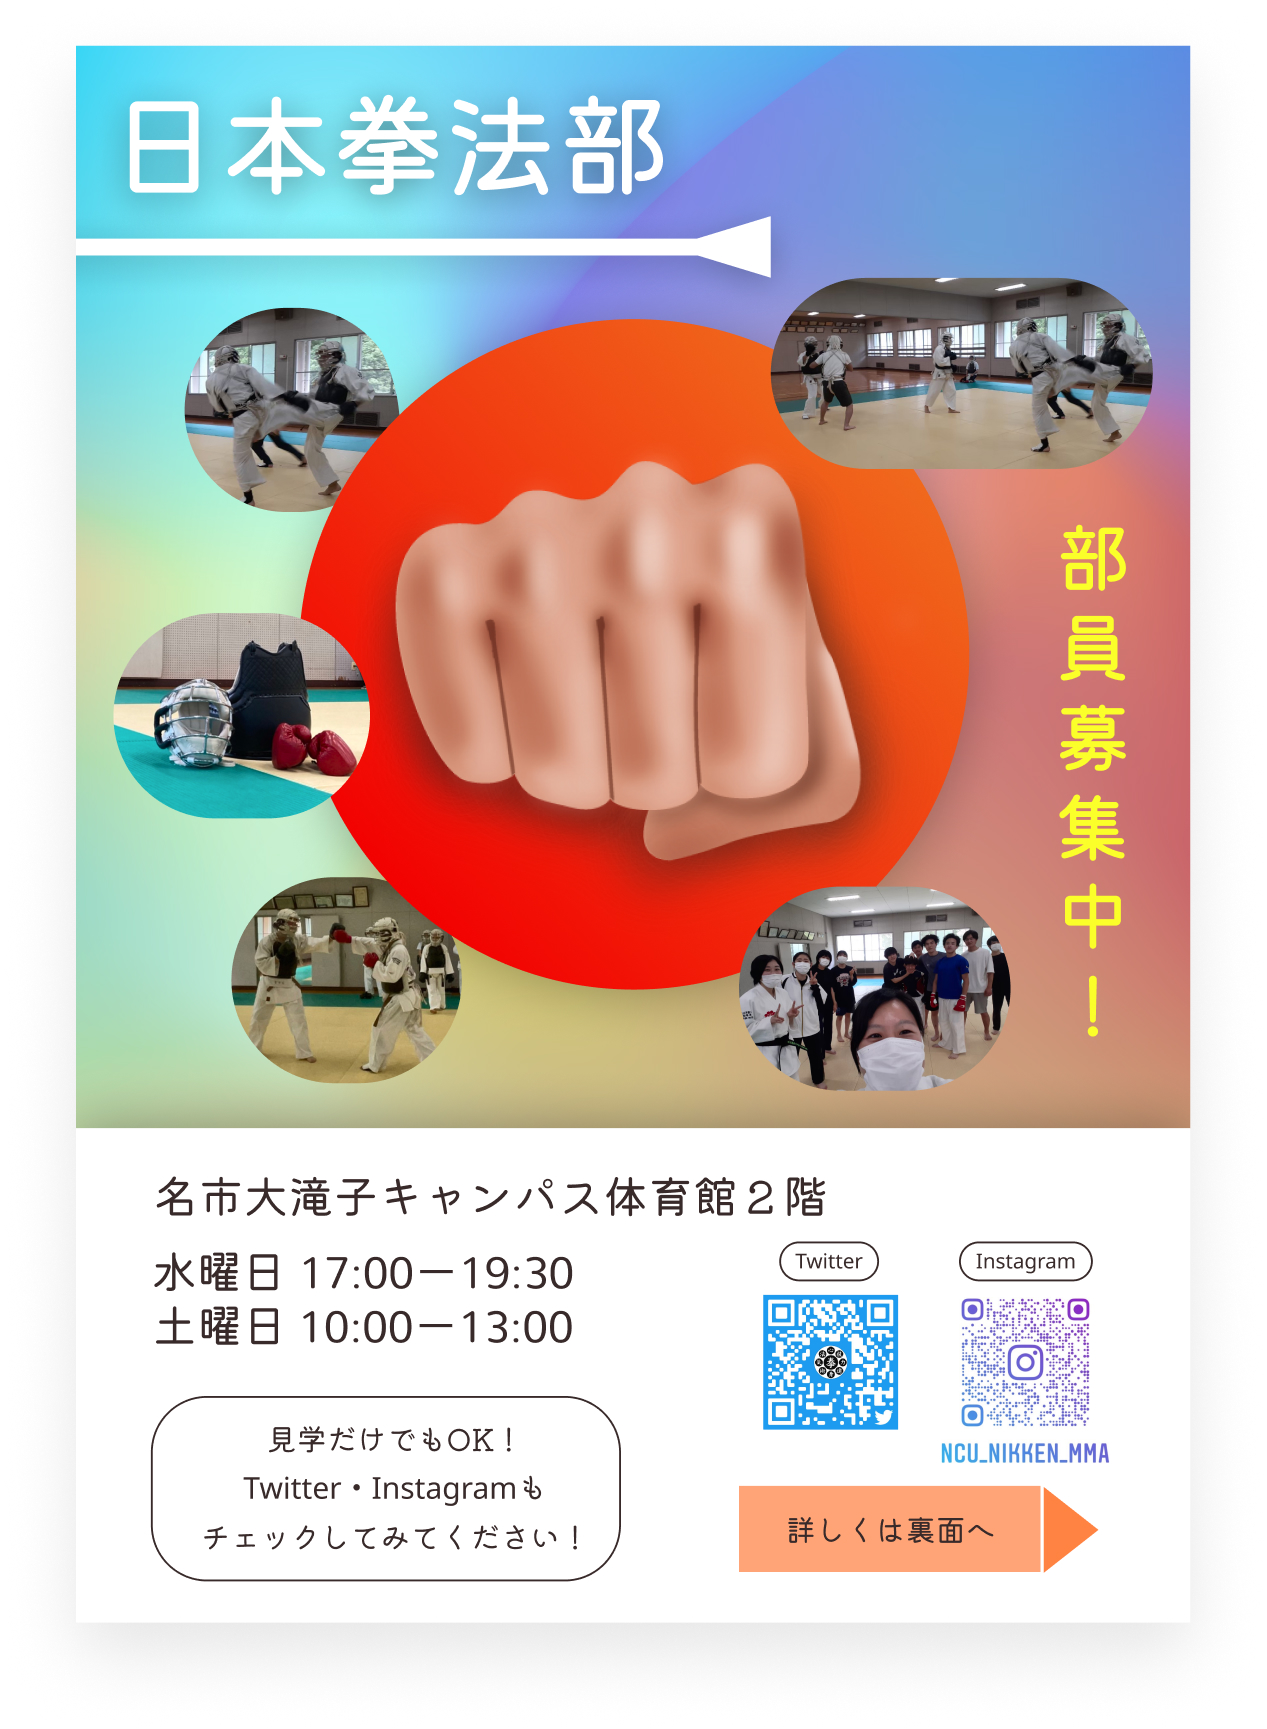 日本拳法部
部員募集中！
名市大滝子キャンパス体育館２階
水曜日 17:00ー19:30
土曜日 10:00ー13:00
見学だけでもOK！
Twitter・Instagramも
チェックしてみてください！
Twitter
Instagram
NCU_NIKKEN_MMA
詳しくは裏面へ